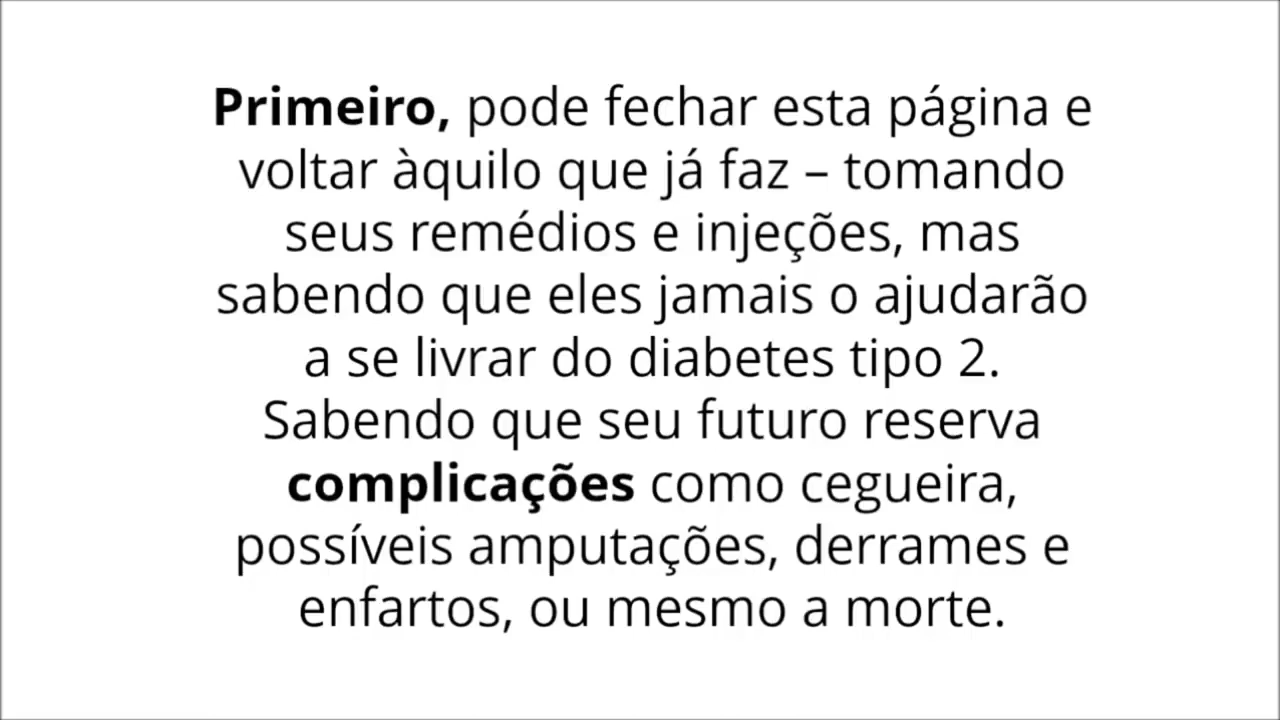 Primeiro, pode fechar esta página e
voltar àquilo que já faz – tomando
seus remédios e injeções, mas
sabendo que eles jamais o ajudarão
a se livrar do diabetes tipo 2.
Sabendo que seu futuro reserva
complicações como cegueira,
possíveis amputações, derrames e
enfartos, ou mesmo a morte.